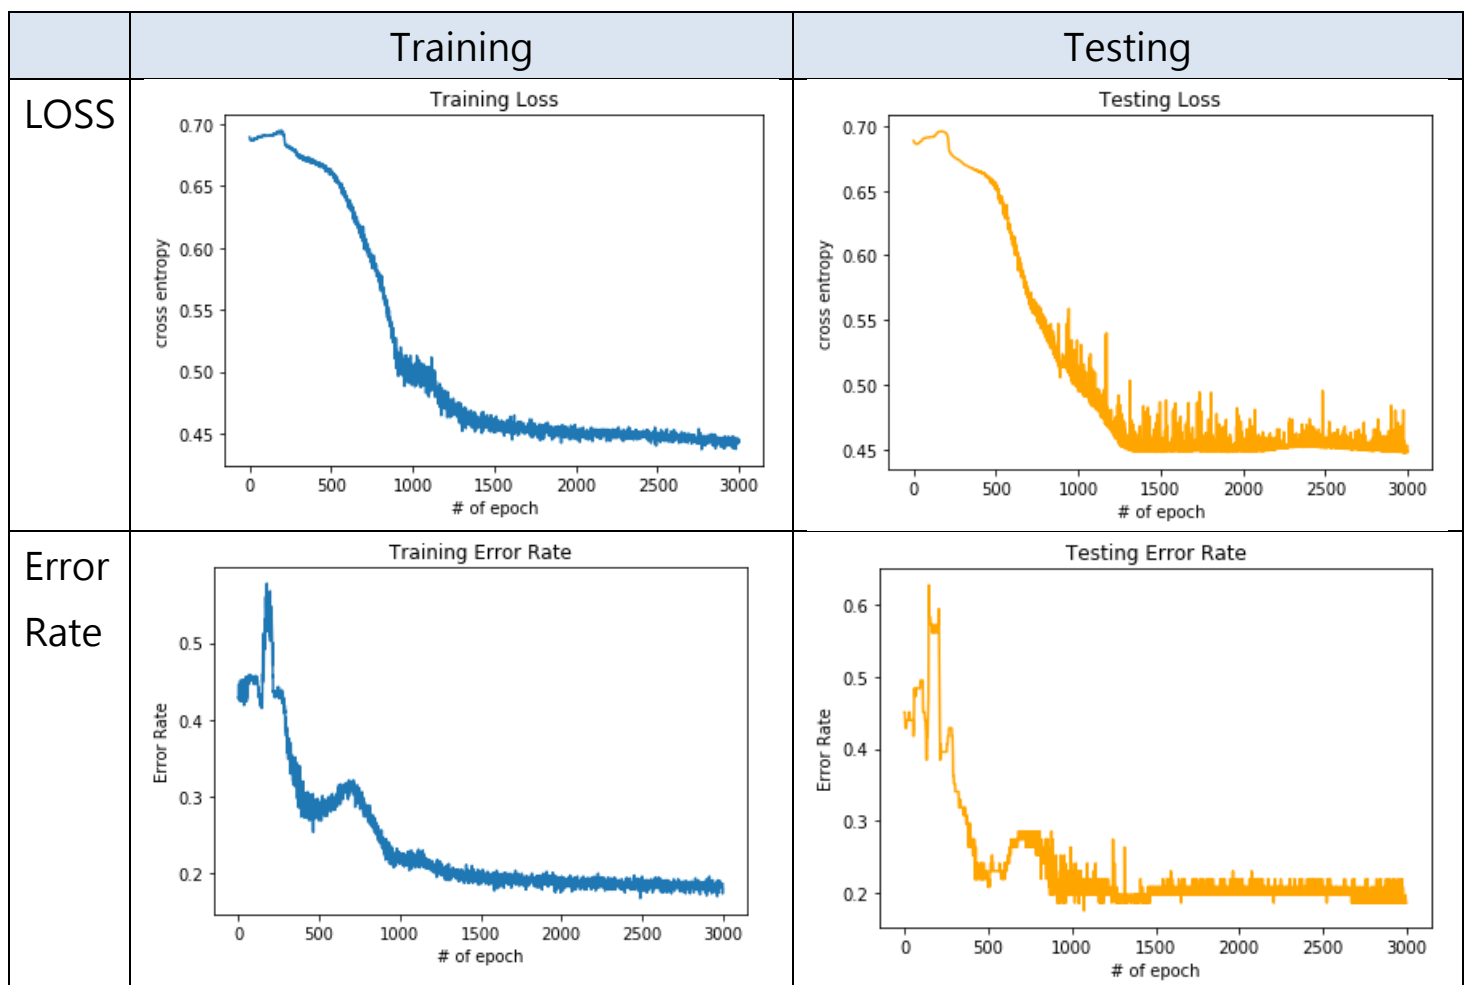 Training
Testing
LOSS
Training Loss
cross entropy
0.70
0.65
0.60
0.55
0.50
0.45
0 500 1000 1500 2000 2500 3000
# of epoch
Testing Loss
cross entropy
0.70
0.65
0.60
0.55
0.50
0.45
0 500 1000 1500 2000 2500 3000
# of epoch
Error
Rate
Training Error Rate
Error Rate
0.5
0.4
0.3
0.2
0 500 1000 1500 2000 2500 3000
# of epoch
Testing Error Rate
Error Rate
0.6
0.5
0.4
0.3
0.2
0 500 1000 1500 2000 2500 3000
# of epoch